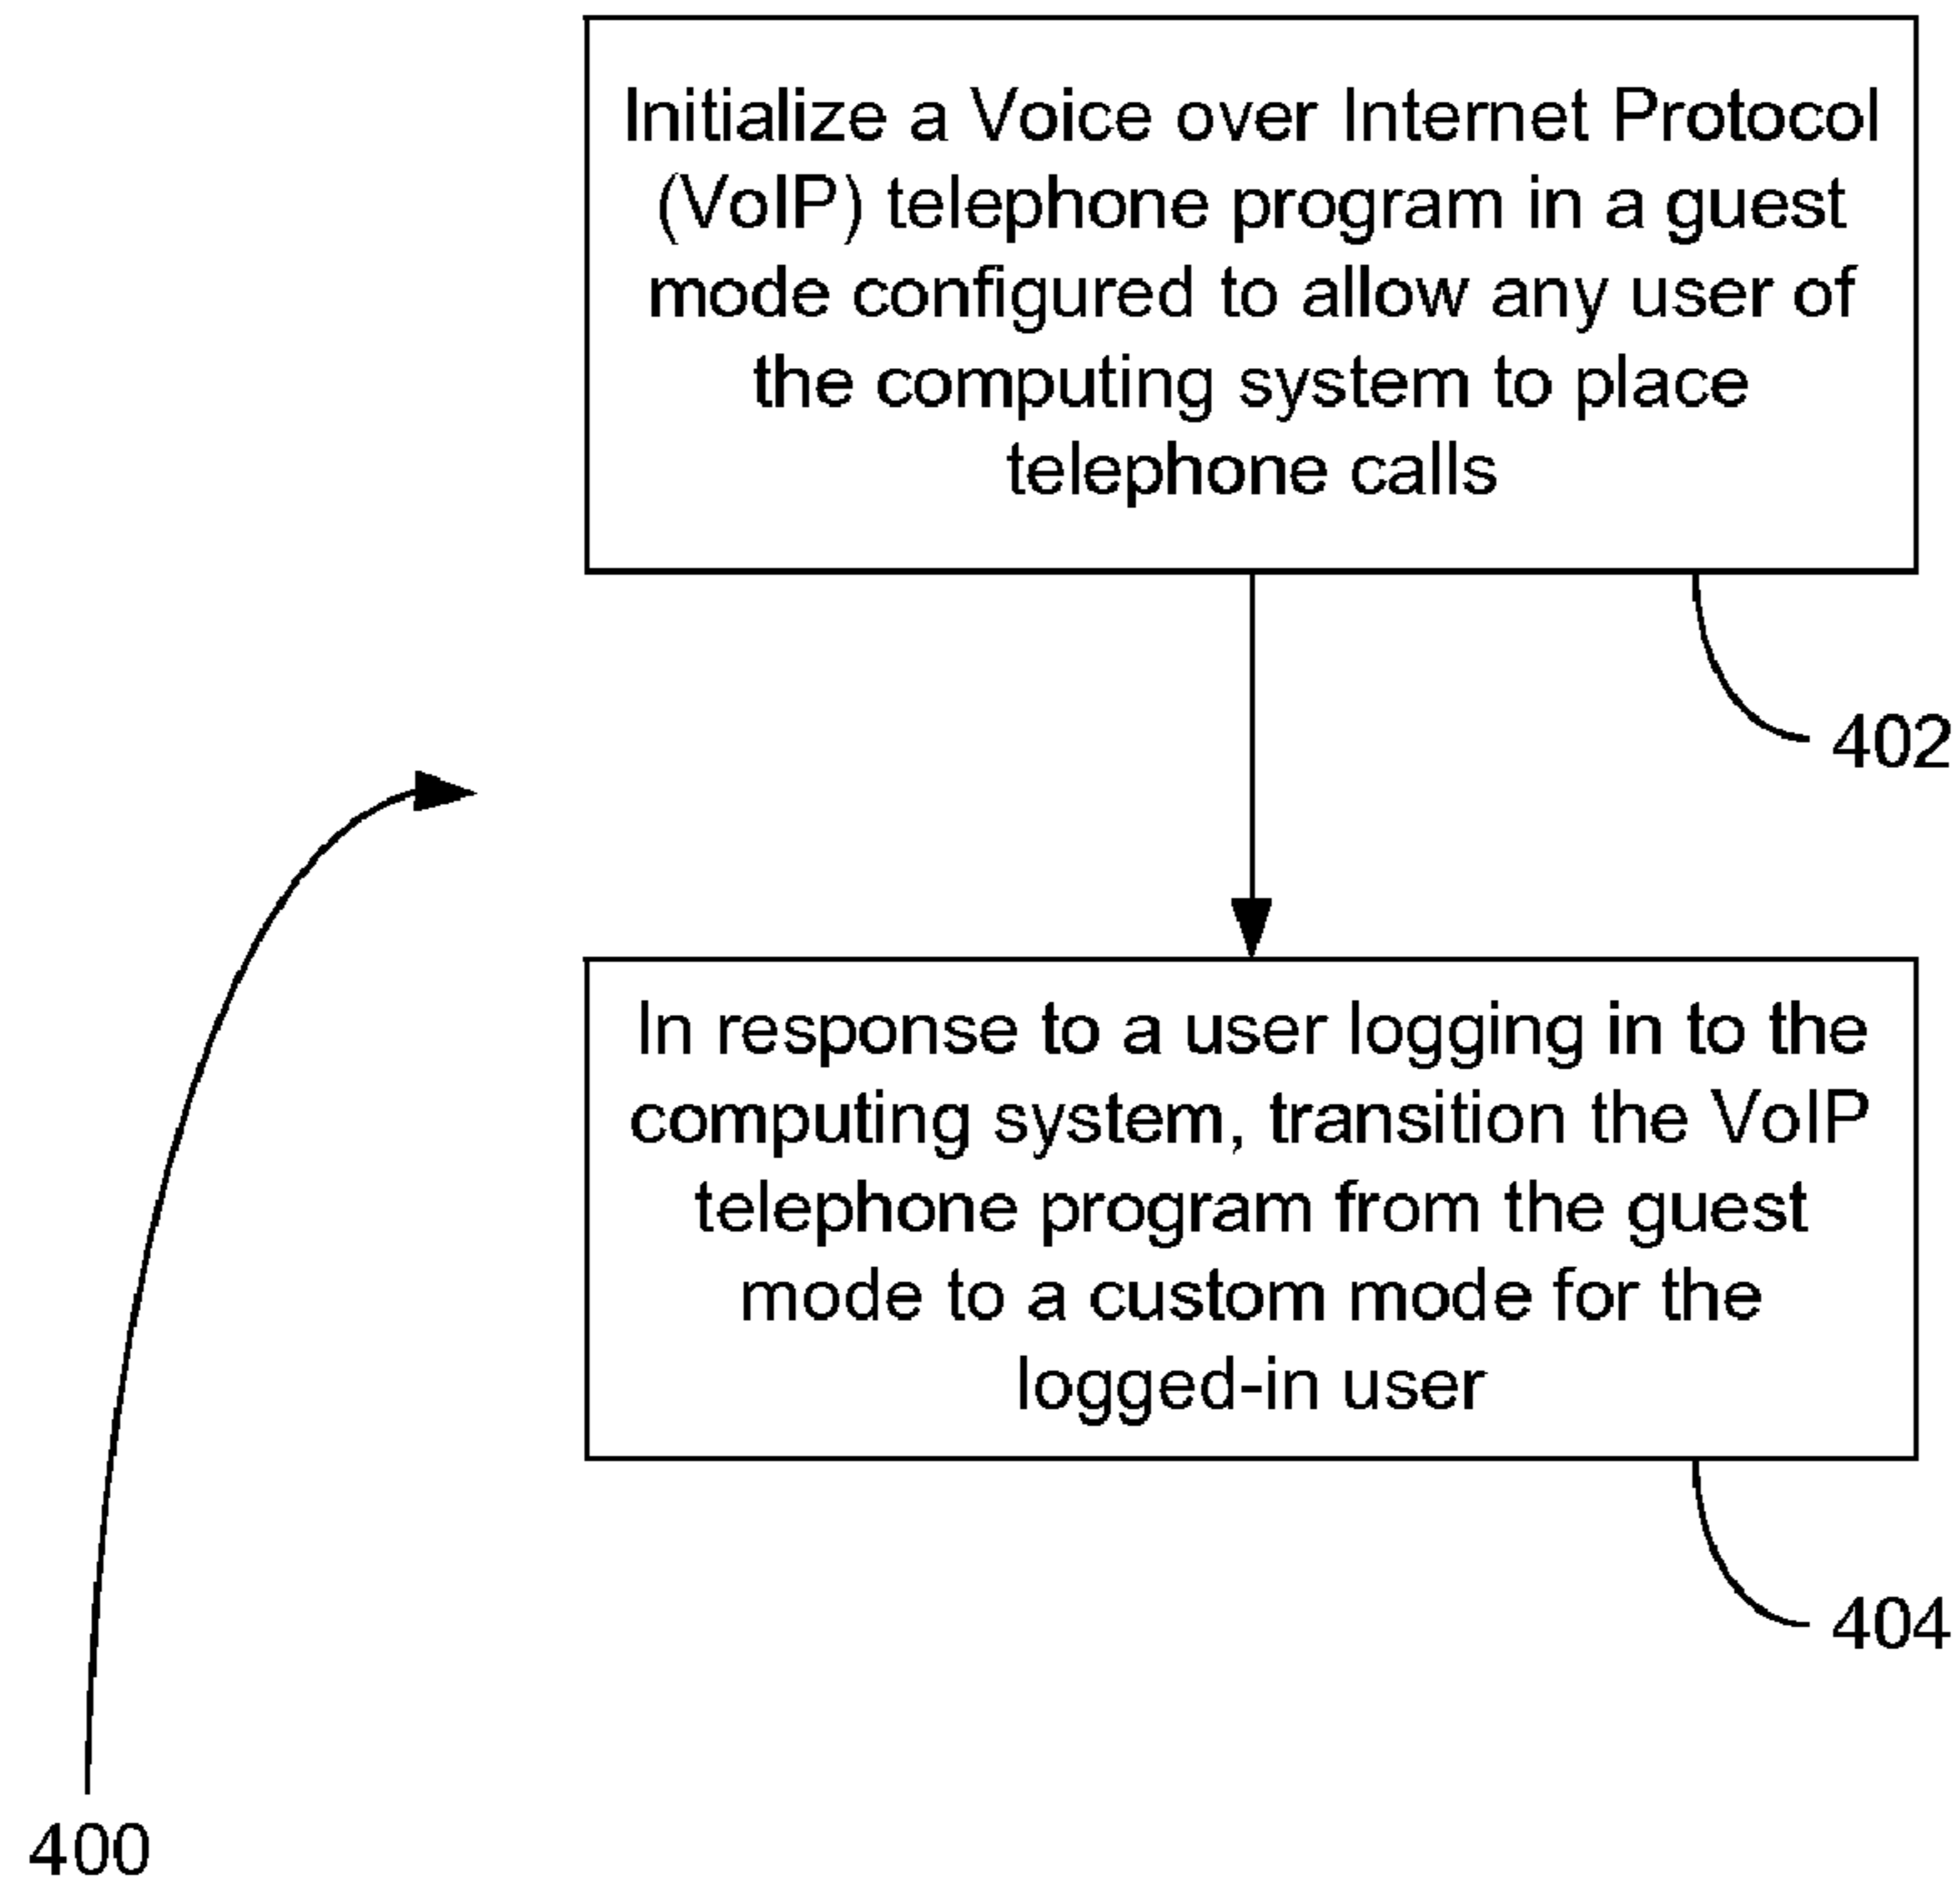 Initialize a Voice over Internet Protocol
(VoIP) telephone program in a guest
mode configured to allow any user of
the computing system to place
telephone calls
402
In response to a user logging in to the
computing system, transition the VoIP
telephone program from the guest
mode to a custom mode for the
logged-in user
404
400